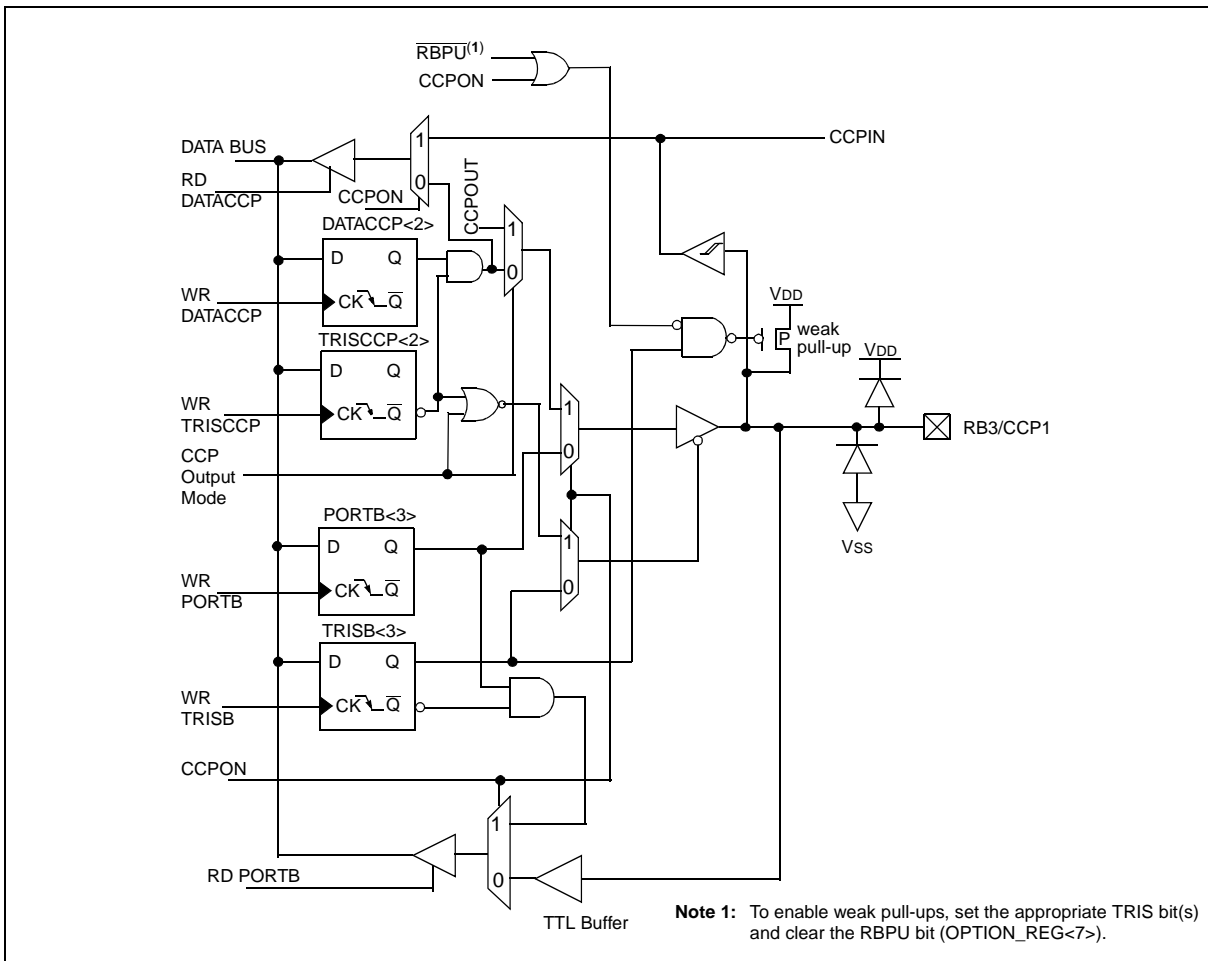 RBPU(1)
CCPON
CCPIN
DATA BUS
1
0
RD
DATACCP
CCPON
CCPOUT
1
0
DATACCP<2>
D Q
CK Q
WR
DATACCP
VDD
P
weak
pull-up
VDD
TRISCCP<2>
D Q
CK Q
WR
TRISCCP
1
0
RB3/CCP1
CCP
Output
Mode
VSS
PORTB<3>
D Q
CK Q
WR
PORTB
1
0
TRISB<3>
D Q
CK Q
WR
TRISB
CCPON
1
0
RD PORTB
TTL Buffer
Note 1: To enable weak pull-ups, set the appropriate TRIS bit(s)
and clear the RBPU bit (OPTION_REG<7>).